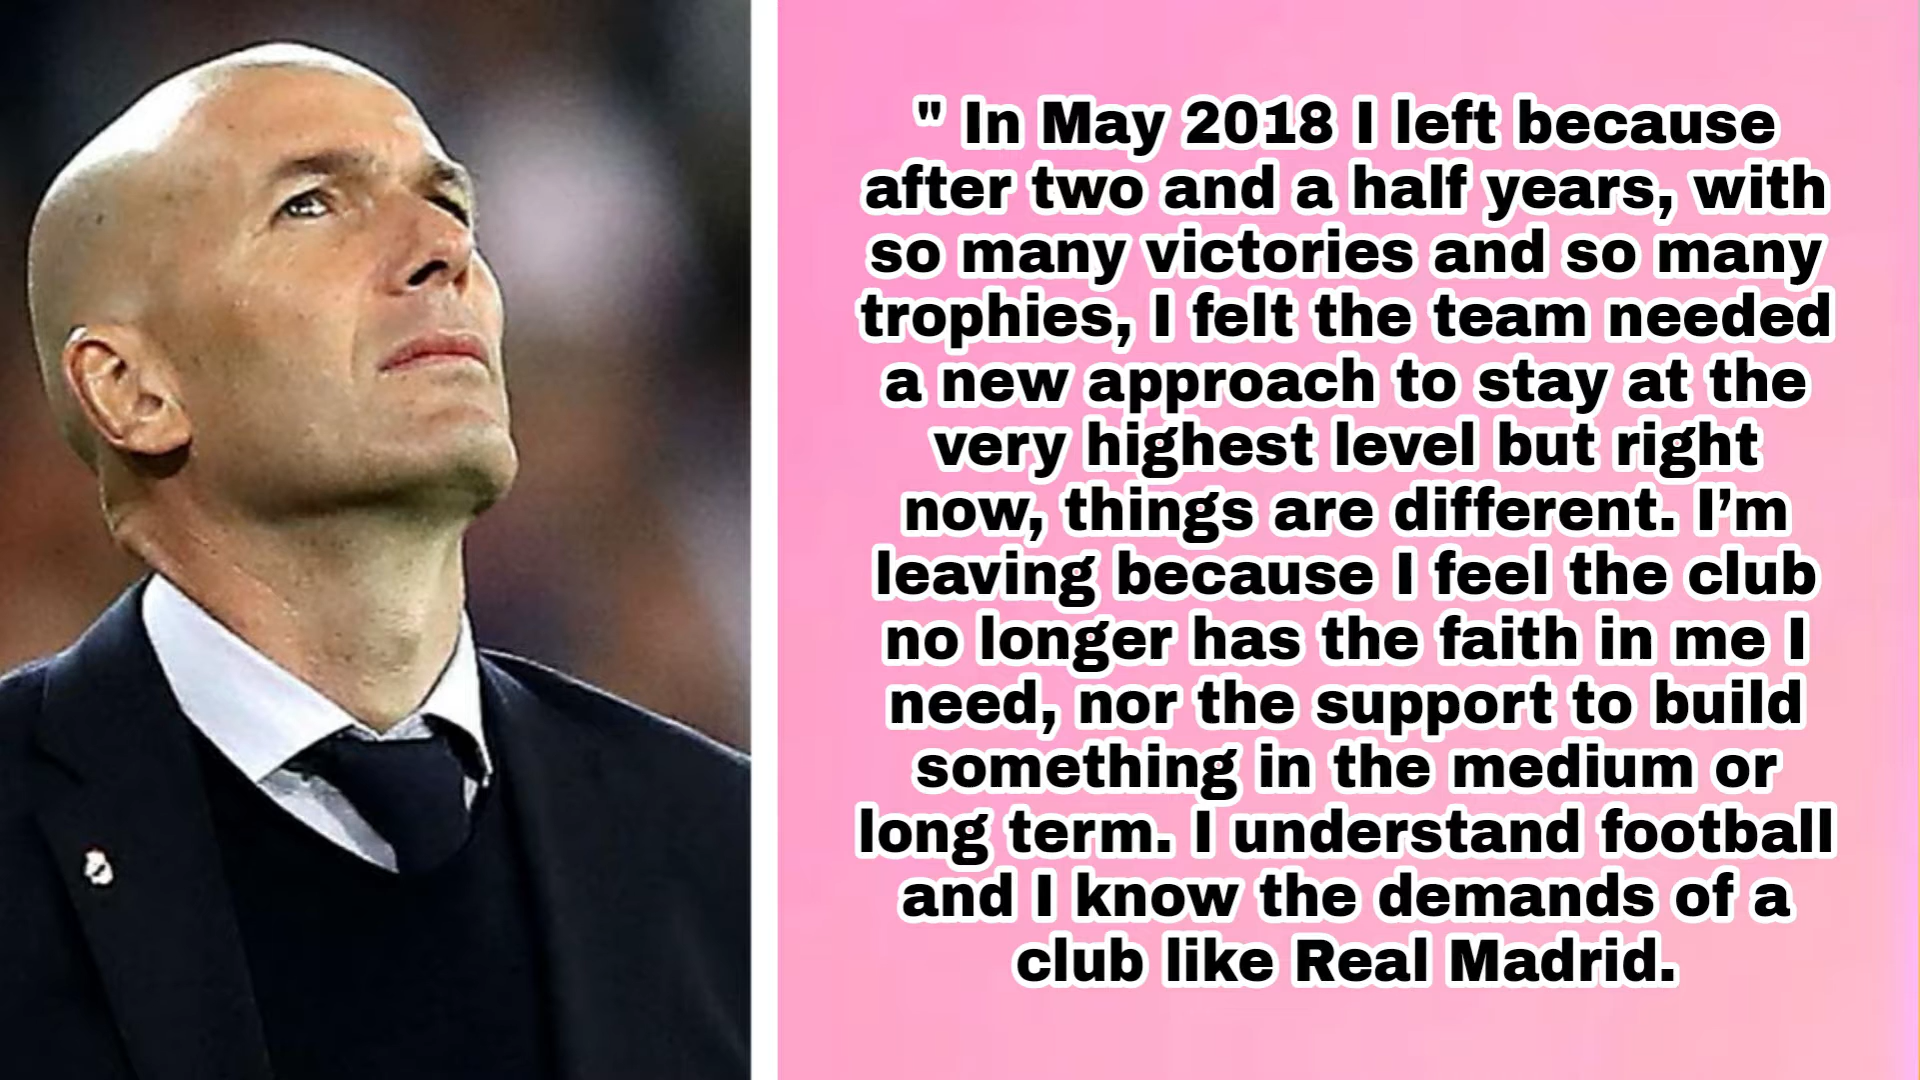 " In May 2018 I left because
after two and a half years, with
so many victories and so many
trophies, I felt the team needed
a new approach to stay at the
very highest level but right
now, things are different. I’m
leaving because I feel the club
no longer has the faith in me I
need, nor the support to build
something in the medium or
long term. I understand football
and I know the demands of a
club like Real Madrid.